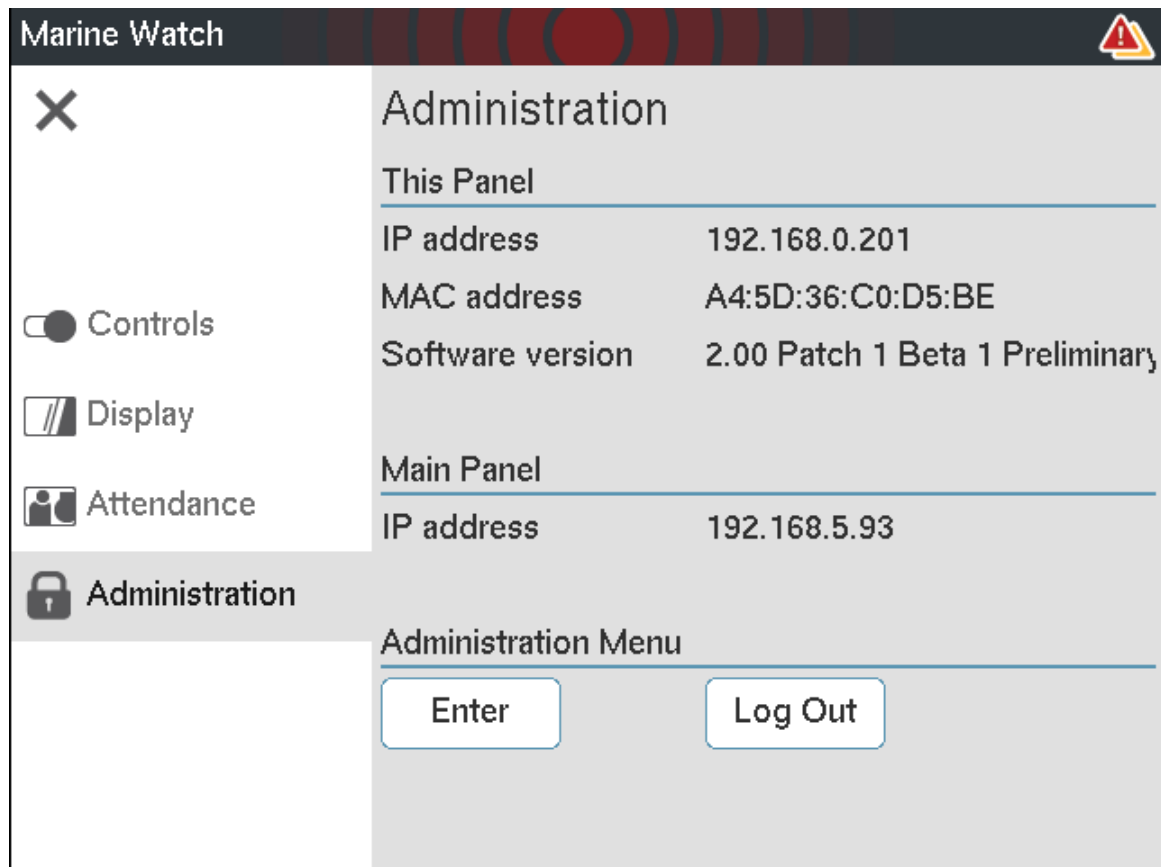 Marine Watch
Administration
This Panel
IP address 192.168.0.201
MAC address A4:5D:36:C0:D5:BE
Software version 2.00 Patch 1 Beta 1 Preliminary
Main Panel
IP address 192.168.5.93
Administration Menu
Enter Log Out
Controls
Display
Attendance
Administration